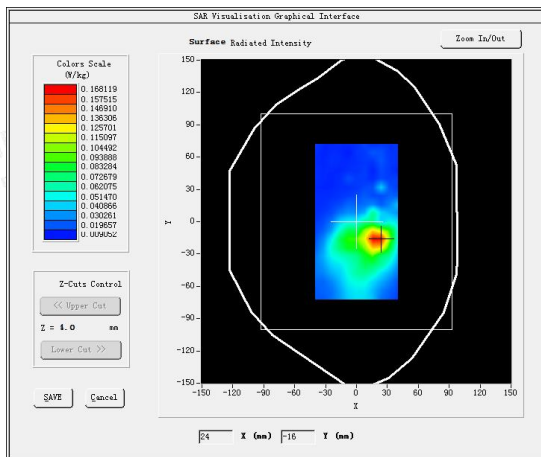 SAR Visualisation Graphical Interface
Surface Radiated Intensity
Zoom In/Out
Colors Scale
(W/kg)
0.168119
0.157515
0.146910
0.136306
0.125701
0.115097
0.104492
0.093888
0.083284
0.072679
0.062075
0.051470
0.040866
0.030261
0.019657
0.009052
Z-Cuts Control
<< Upper Cut
Z = 4.0 mm
Lower Cut >>
SAVE
Cancel
150
120
90
60
30
0
-30
-60
-90
-120
-150
Y
-150 -120 -90 -60 -30 0 30 60 90 120 150
X
24 X (mm) -16 Y (mm)